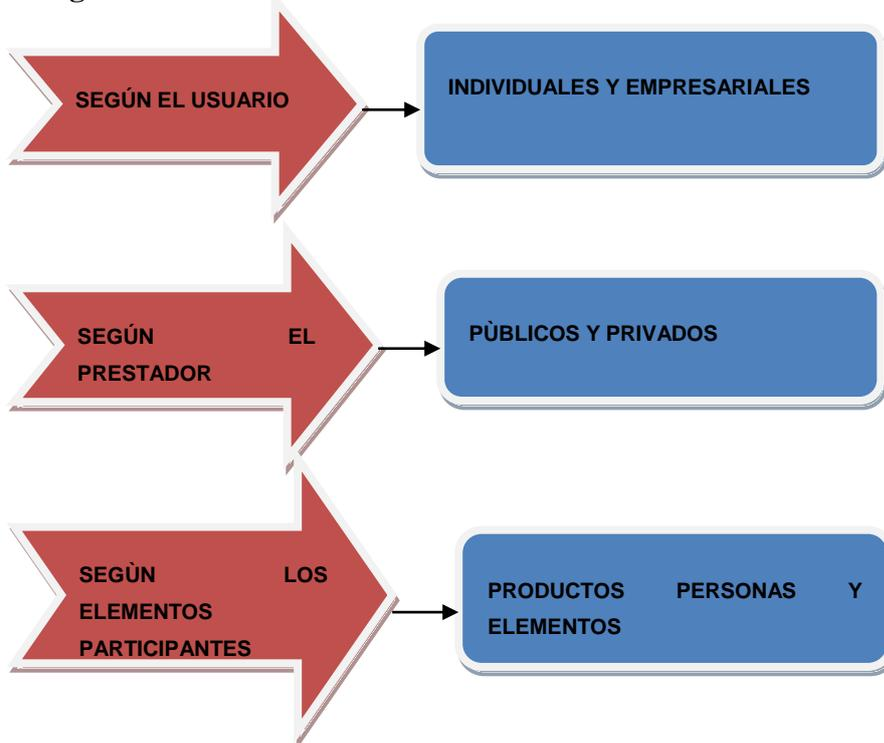 SEGÚN EL USUARIO
INDIVIDUALES Y EMPRESARIALES
SEGÚN EL
PRESTADOR
PÙBLICOS Y PRIVADOS
SEGÙN LOS
ELEMENTOS
PARTICIPANTES
PRODUCTOS PERSONAS Y
ELEMENTOS